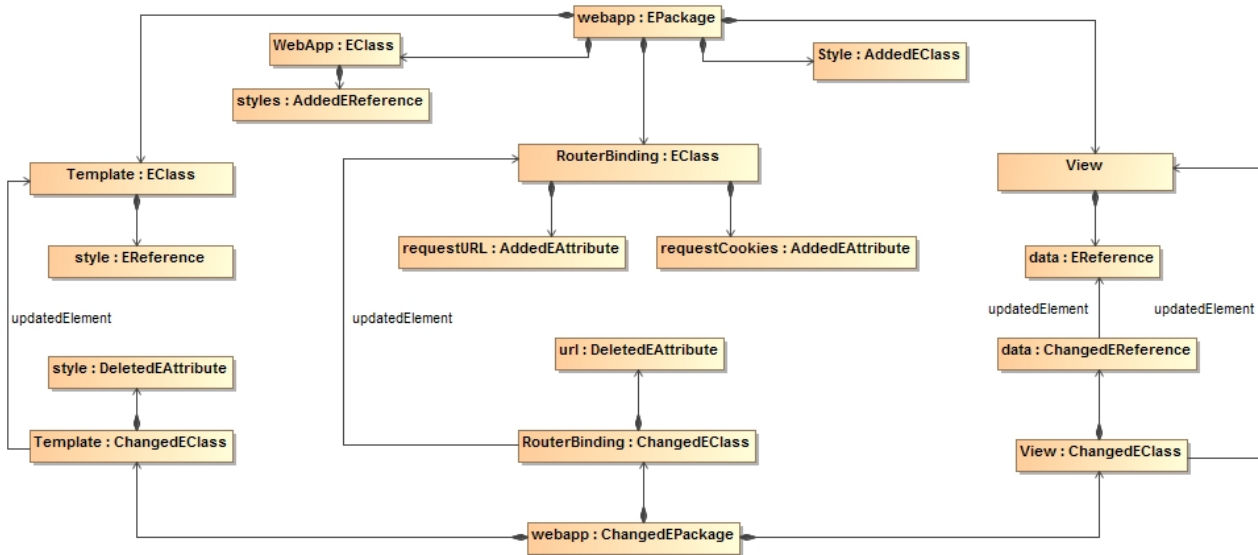 webapp : EPackage
WebApp : EClass
Style : AddedEClass
styles : AddedEReference
RouterBinding : EClass
Template : EClass
View
requestURL : AddedEAttribute
requestCookies : AddedEAttribute
style : EReference
data : EReference
updatedElement
updatedElement
updatedElement
updatedElement
url : DeletedEAttribute
data : ChangedEReference
style : DeletedEAttribute
Template : ChangedEClass
RouterBinding : ChangedEClass
View : ChangedEClass
webapp : ChangedEPackage